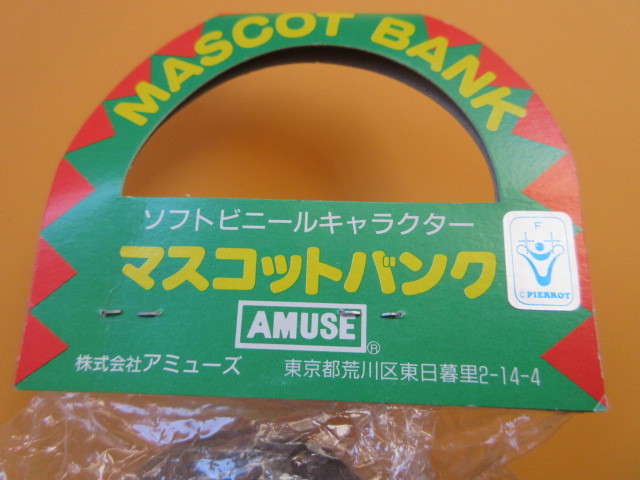 MASCOT BANK
ソフトビニールキャラクター
マスコットバンク
F
©PIERROT
AMUSE®
株式会社アミューズ 東京都荒川区東日暮里2-14-4